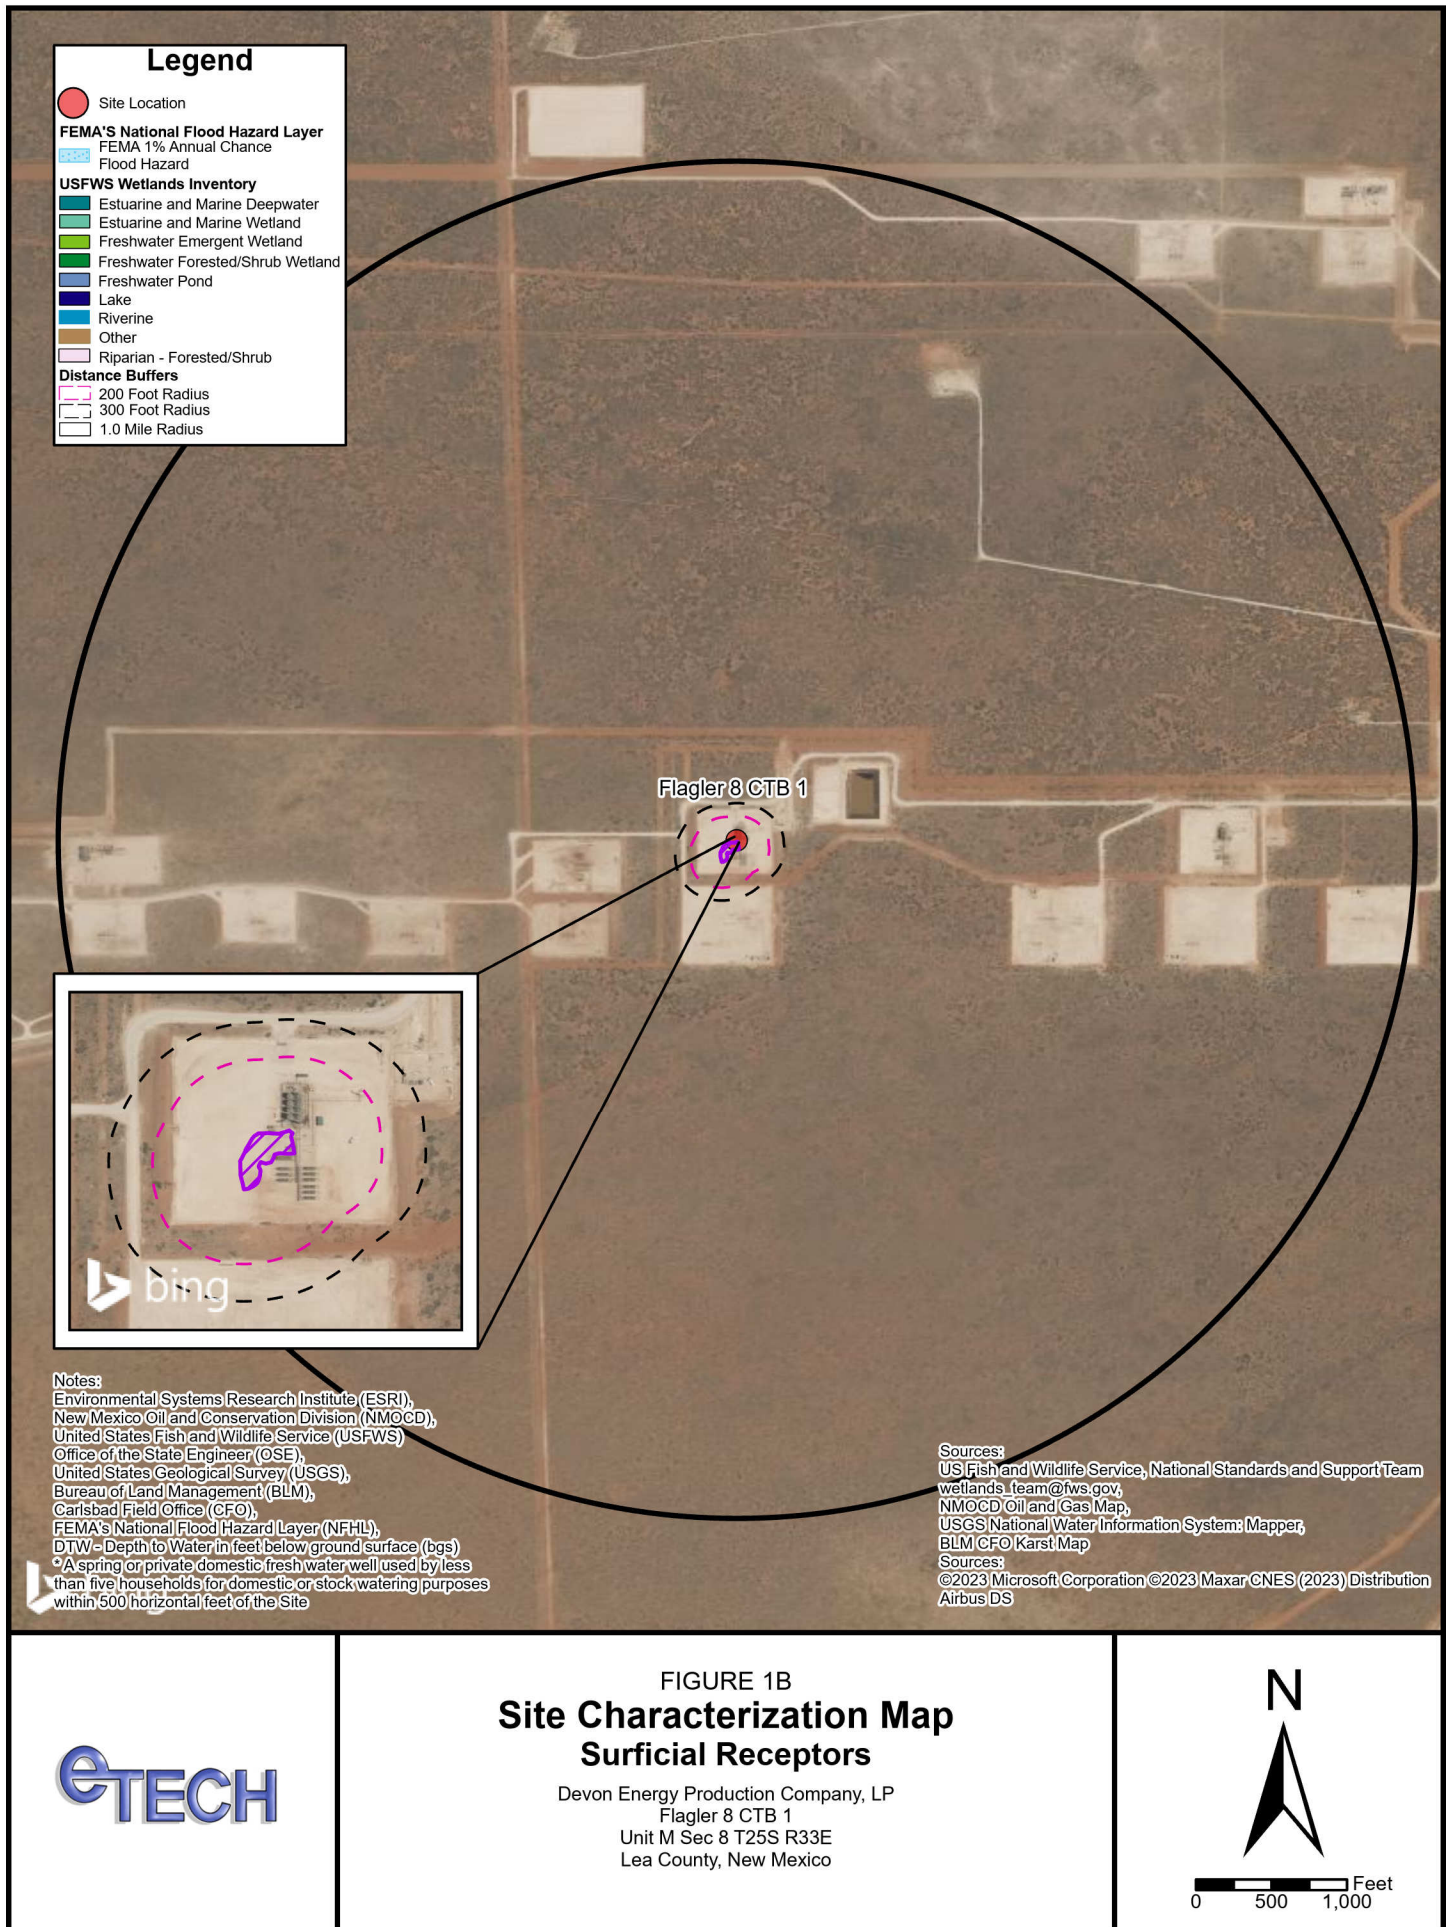 Legend
Site Location
FEMA'S National Flood Hazard Layer
FEMA 1% Annual Chance
Flood Hazard
USFWS Wetlands Inventory
Estuarine and Marine Deepwater
Estuarine and Marine Wetland
Freshwater Emergent Wetland
Freshwater Forested/Shrub Wetland
Freshwater Pond
Lake
Riverine
Other
Riparian - Forested/Shrub
Distance Buffers
200 Foot Radius
300 Foot Radius
1.0 Mile Radius
Flagler 8 CTB 1
bing
Notes:
Environmental Systems Research Institute (ESRI),
New Mexico Oil and Conservation Division (NMOCD),
United States Fish and Wildlife Service (USFWS)
Office of the State Engineer (OSE),
United States Geological Survey (USGS),
Bureau of Land Management (BLM),
Carlsbad Field Office (CFO),
FEMA's National Flood Hazard Layer (NFHL),
DTW - Depth to Water in feet below ground surface (bgs)
* A spring or private domestic fresh water well used by less
than five households for domestic or stock watering purposes
within 500 horizontal feet of the Site
Sources:
US Fish and Wildlife Service, National Standards and Support Team
wetlands_team@fws.gov,
NMOCD Oil and Gas Map,
USGS National Water Information System: Mapper,
BLM CFO Karst Map
Sources:
©2023 Microsoft Corporation ©2023 Maxar CNES (2023) Distribution
Airbus DS
eTECH
FIGURE 1B
Site Characterization Map
Surficial Receptors
Devon Energy Production Company, LP
Flagler 8 CTB 1
Unit M Sec 8 T25S R33E
Lea County, New Mexico
N
Feet
0 500 1,000